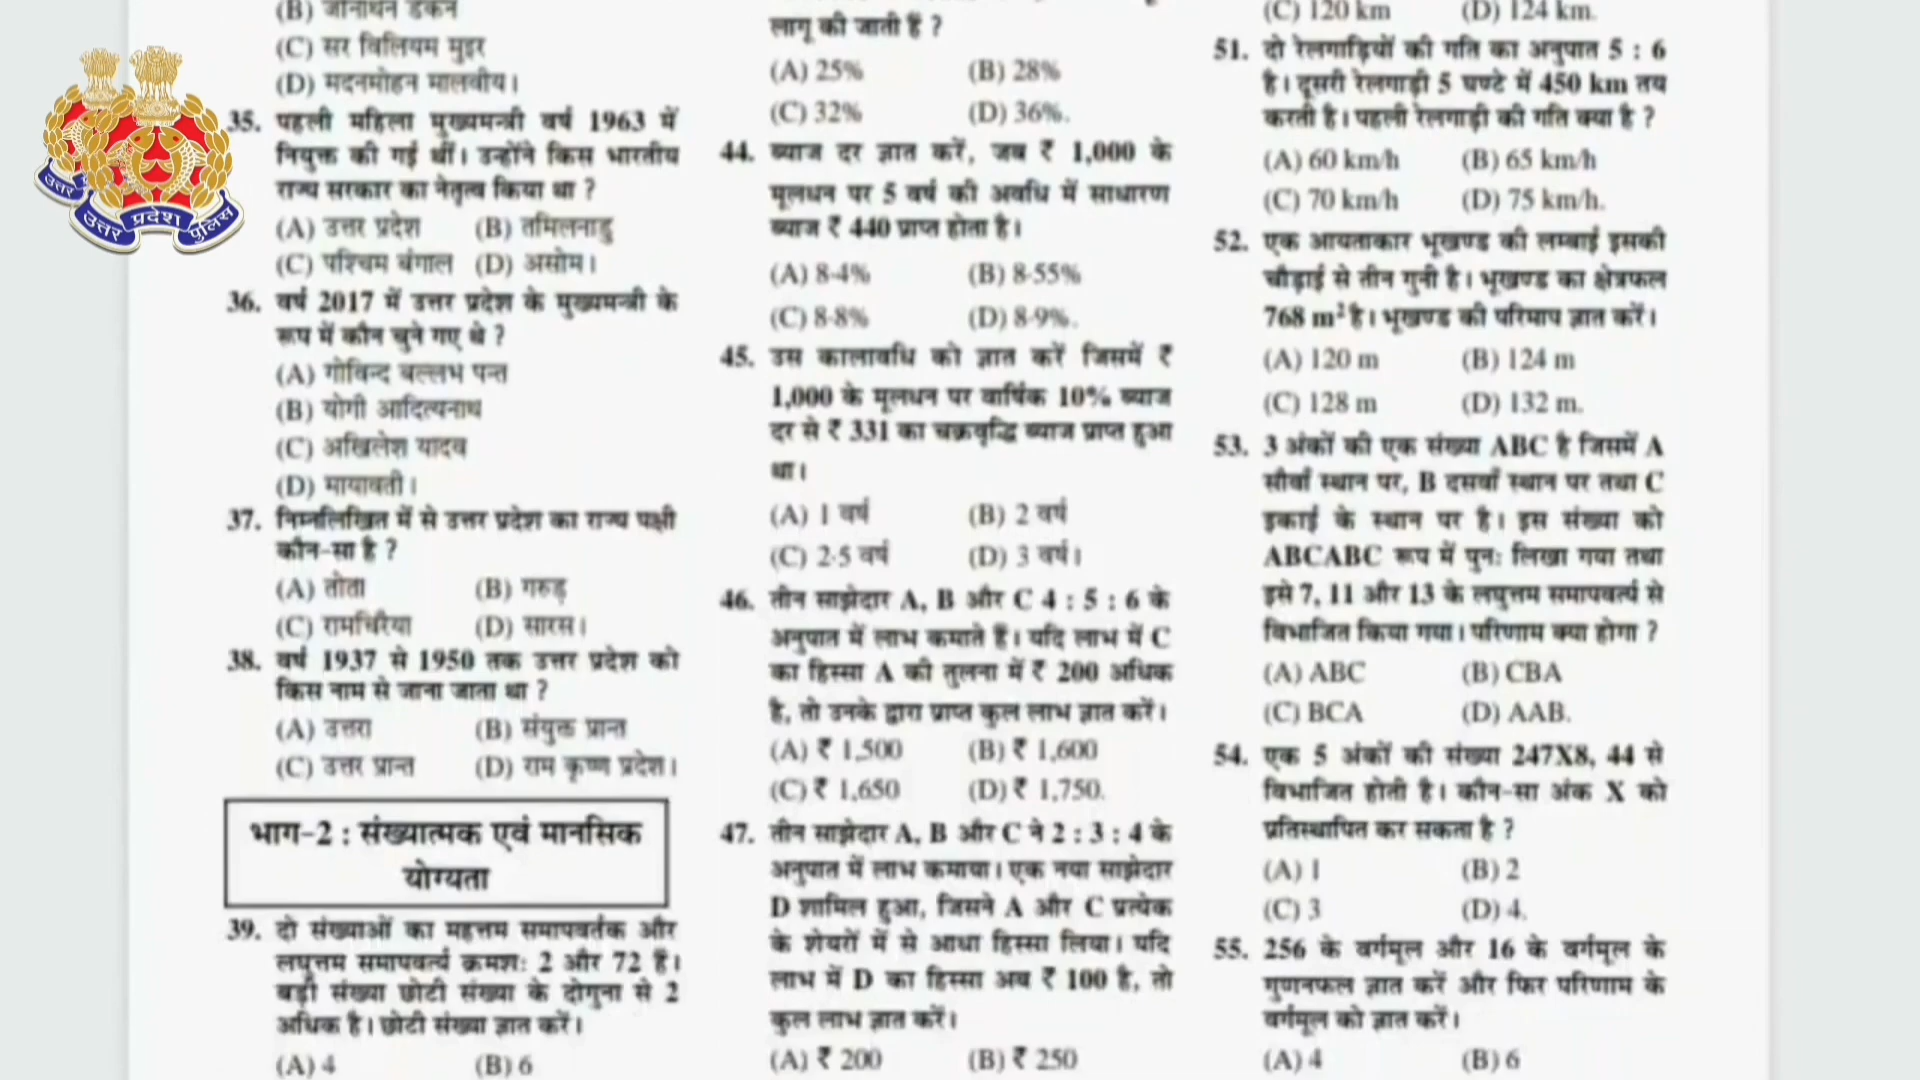 (B) जोनाथन डंकन
(C) सर विलियम मुइर
(D) मदनमोहन मालवीय।
35. पहली महिला मुख्यमन्त्री वर्ष 1963 में
नियुक्त की गई थीं। उन्होंने किस भारतीय
राज्य सरकार का नेतृत्व किया था ?
(A) उत्तर प्रदेश (B) तमिलनाडु
(C) पश्चिम बंगाल (D) असोम।
36. वर्ष 2017 में उत्तर प्रदेश के मुख्यमन्त्री के
रूप में कौन चुने गए थे ?
(A) गोविन्द बल्लभ पन्त
(B) योगी आदित्यनाथ
(C) अखिलेश यादव
(D) मायावती।
37. निम्नलिखित में से उत्तर प्रदेश का राज्य पक्षी
कौन-सा है ?
(A) तोता (B) गरुड़
(C) रामचिरैया (D) सारस।
38. वर्ष 1937 से 1950 तक उत्तर प्रदेश को
किस नाम से जाना जाता था ?
(A) उत्तरा (B) संयुक्त प्रान्त
(C) उत्तर प्रान्त (D) राम कृष्ण प्रदेश।
भाग-2 : संख्यात्मक एवं मानसिक
योग्यता
39. दो संख्याओं का महत्तम समापवर्तक और
लघुत्तम समापवर्त्य क्रमशः 2 और 72 हैं।
बड़ी संख्या छोटी संख्या के दोगुना से 2
अधिक है। छोटी संख्या ज्ञात करें।
(A) 4 (B) 6
लागू की जाती हैं ?
(A) 25% (B) 28%
(C) 32% (D) 36%.
44. ब्याज दर ज्ञात करें, जब ₹ 1,000 के
मूलधन पर 5 वर्ष की अवधि में साधारण
ब्याज ₹ 440 प्राप्त होता है।
(A) 8·4% (B) 8·55%
(C) 8·8% (D) 8·9%.
45. उस कालावधि को ज्ञात करें जिसमें ₹
1,000 के मूलधन पर वार्षिक 10% ब्याज
दर से ₹ 331 का चक्रवृद्धि ब्याज प्राप्त हुआ
था।
(A) 1 वर्ष (B) 2 वर्ष
(C) 2·5 वर्ष (D) 3 वर्ष।
46. तीन साझेदार A, B और C 4 : 5 : 6 के
अनुपात में लाभ कमाते हैं। यदि लाभ में C
का हिस्सा A की तुलना में ₹ 200 अधिक
है, तो उनके द्वारा प्राप्त कुल लाभ ज्ञात करें।
(A) ₹ 1,500 (B) ₹ 1,600
(C) ₹ 1,650 (D) ₹ 1,750.
47. तीन साझेदार A, B और C ने 2 : 3 : 4 के
अनुपात में लाभ कमाया। एक नया साझेदार
D शामिल हुआ, जिसने A और C प्रत्येक
के शेयरों में से आधा हिस्सा लिया। यदि
लाभ में D का हिस्सा अब ₹ 100 है, तो
कुल लाभ ज्ञात करें।
(A) ₹ 200 (B) ₹ 250
(C) 120 km (D) 124 km.
51. दो रेलगाड़ियों की गति का अनुपात 5 : 6
है। दूसरी रेलगाड़ी 5 घण्टे में 450 km तय
करती है। पहली रेलगाड़ी की गति क्या है ?
(A) 60 km/h (B) 65 km/h
(C) 70 km/h (D) 75 km/h.
52. एक आयताकार भूखण्ड की लम्बाई इसकी
चौड़ाई से तीन गुनी है। भूखण्ड का क्षेत्रफल
768 m² है। भूखण्ड की परिमाप ज्ञात करें।
(A) 120 m (B) 124 m
(C) 128 m (D) 132 m.
53. 3 अंकों की एक संख्या ABC है जिसमें A
सौवाँ स्थान पर, B दसवाँ स्थान पर तथा C
इकाई के स्थान पर है। इस संख्या को
ABCABC रूप में पुनः लिखा गया तथा
इसे 7, 11 और 13 के लघुत्तम समापवर्त्य से
विभाजित किया गया। परिणाम क्या होगा ?
(A) ABC (B) CBA
(C) BCA (D) AAB.
54. एक 5 अंकों की संख्या 247X8, 44 से
विभाजित होती है। कौन-सा अंक X को
प्रतिस्थापित कर सकता है ?
(A) 1 (B) 2
(C) 3 (D) 4.
55. 256 के वर्गमूल और 16 के वर्गमूल के
गुणनफल ज्ञात करें और फिर परिणाम के
वर्गमूल को ज्ञात करें।
(A) 4 (B) 6
उत्तर
उत्तर प्रदेश पुलिस